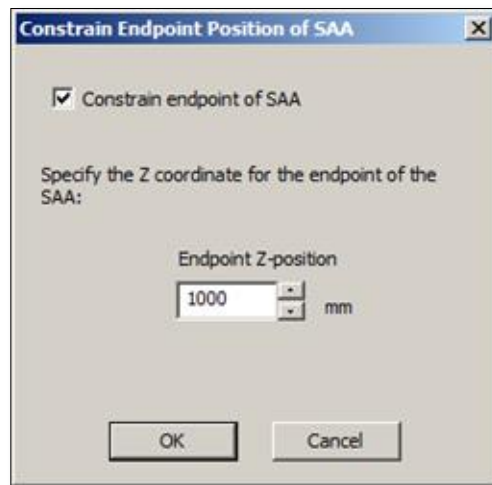 Constrain Endpoint Position of SAA
Constrain endpoint of SAA
Specify the Z coordinate for the endpoint of the
SAA:
Endpoint Z-position
1000
mm
OK
Cancel